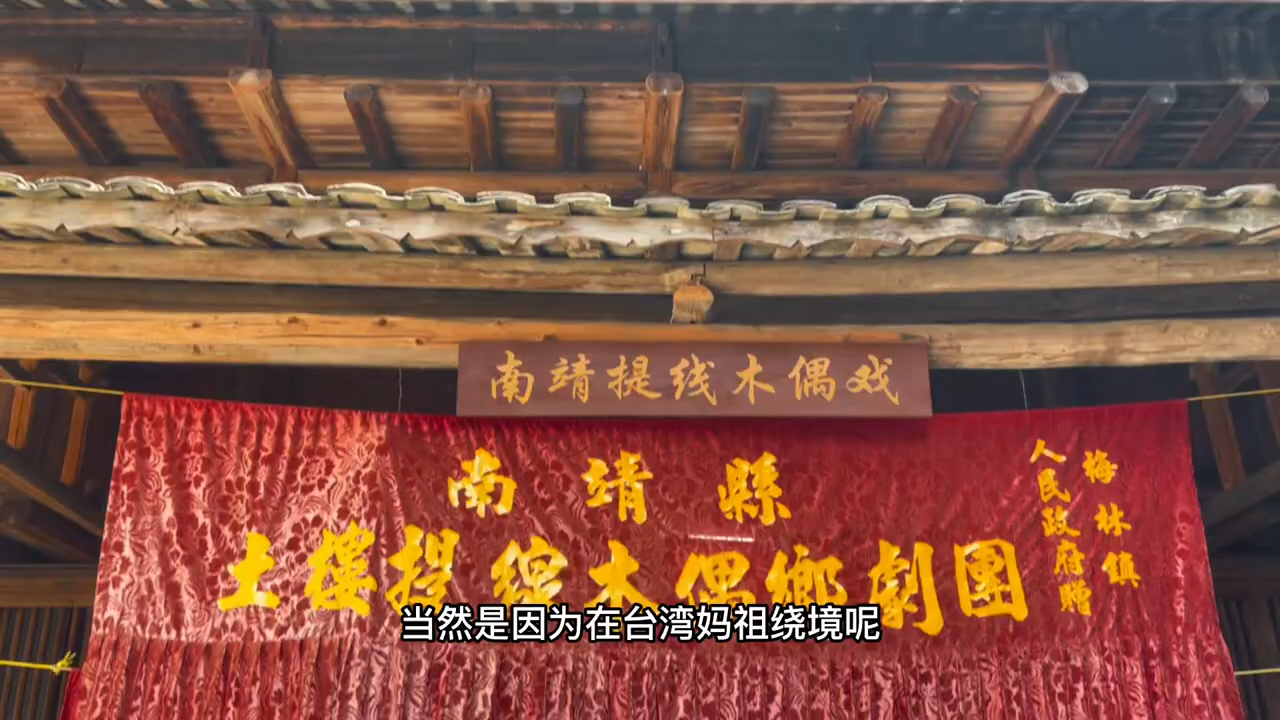 南靖提线木偶戏
南靖縣
土樓提線木偶鄉劇團
梅林鎮
人民政府贈
当然是因为在台湾妈祖绕境呢